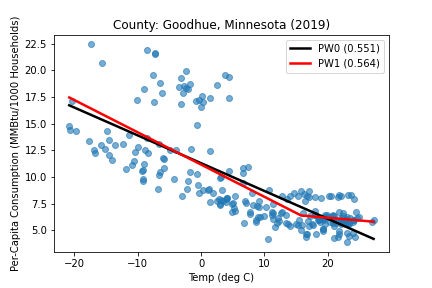 County: Goodhue, Minnesota (2019)
Per-Capita Consumption (MMBtu/1000 Households)
22.5
20.0
17.5
15.0
12.5
10.0
7.5
5.0
PW0 (0.551)
PW1 (0.564)
−20 −10 0 10 20
Temp (deg C)